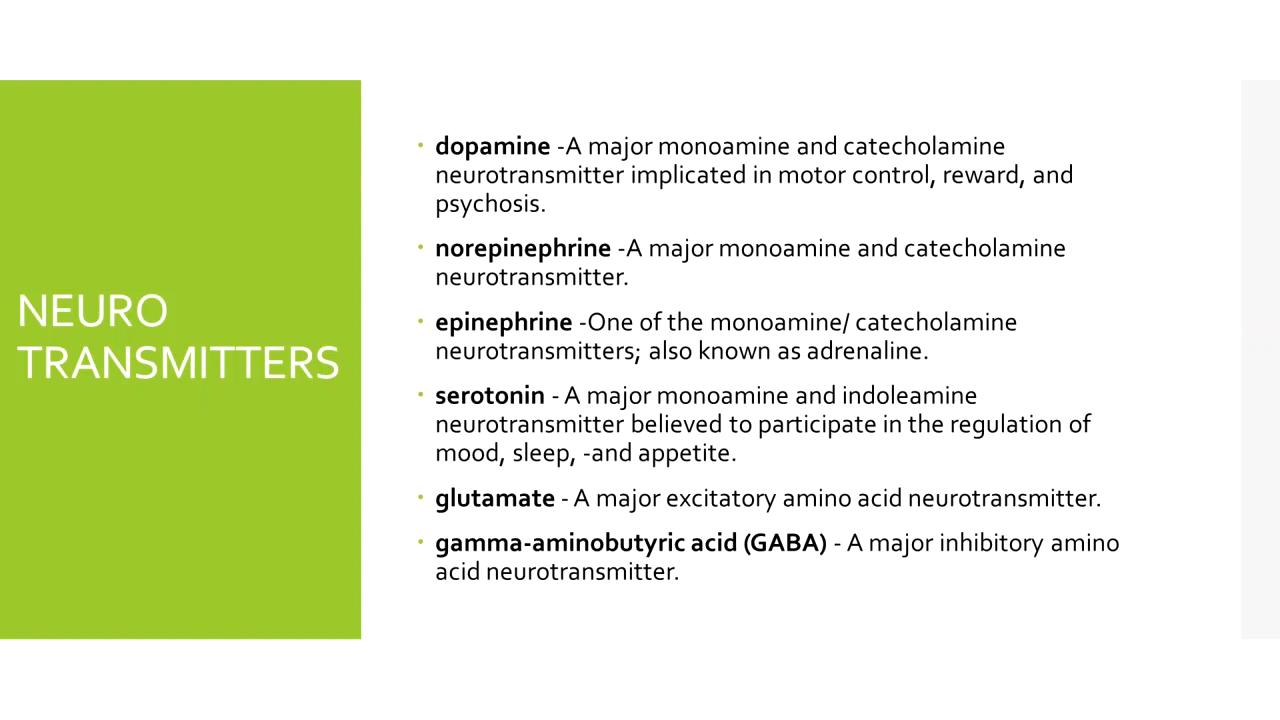 NEURO
TRANSMITTERS
• dopamine -A major monoamine and catecholamine
neurotransmitter implicated in motor control, reward, and
psychosis.
• norepinephrine -A major monoamine and catecholamine
neurotransmitter.
• epinephrine -One of the monoamine/ catecholamine
neurotransmitters; also known as adrenaline.
• serotonin - A major monoamine and indoleamine
neurotransmitter believed to participate in the regulation of
mood, sleep, -and appetite.
• glutamate - A major excitatory amino acid neurotransmitter.
• gamma-aminobutyric acid (GABA) - A major inhibitory amino
acid neurotransmitter.